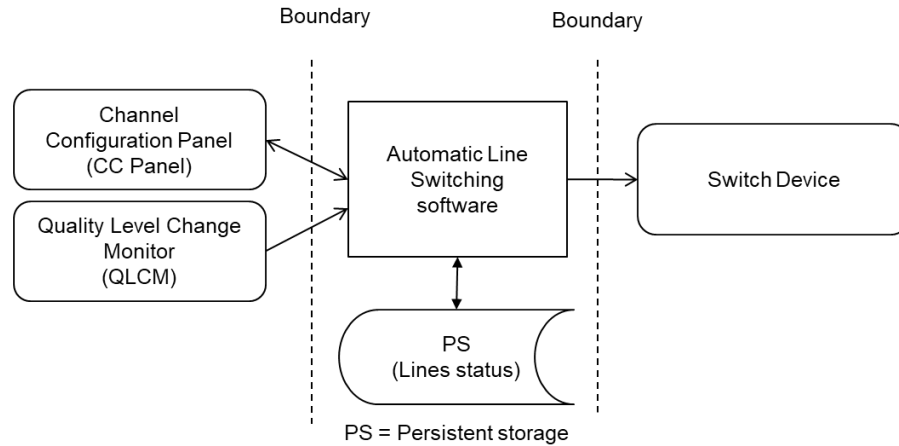 Boundary
Boundary
Channel
Configuration Panel
(CC Panel)
Automatic Line
Switching
software
Switch Device
Quality Level Change
Monitor
(QLCM)
PS
(Lines status)
PS = Persistent storage